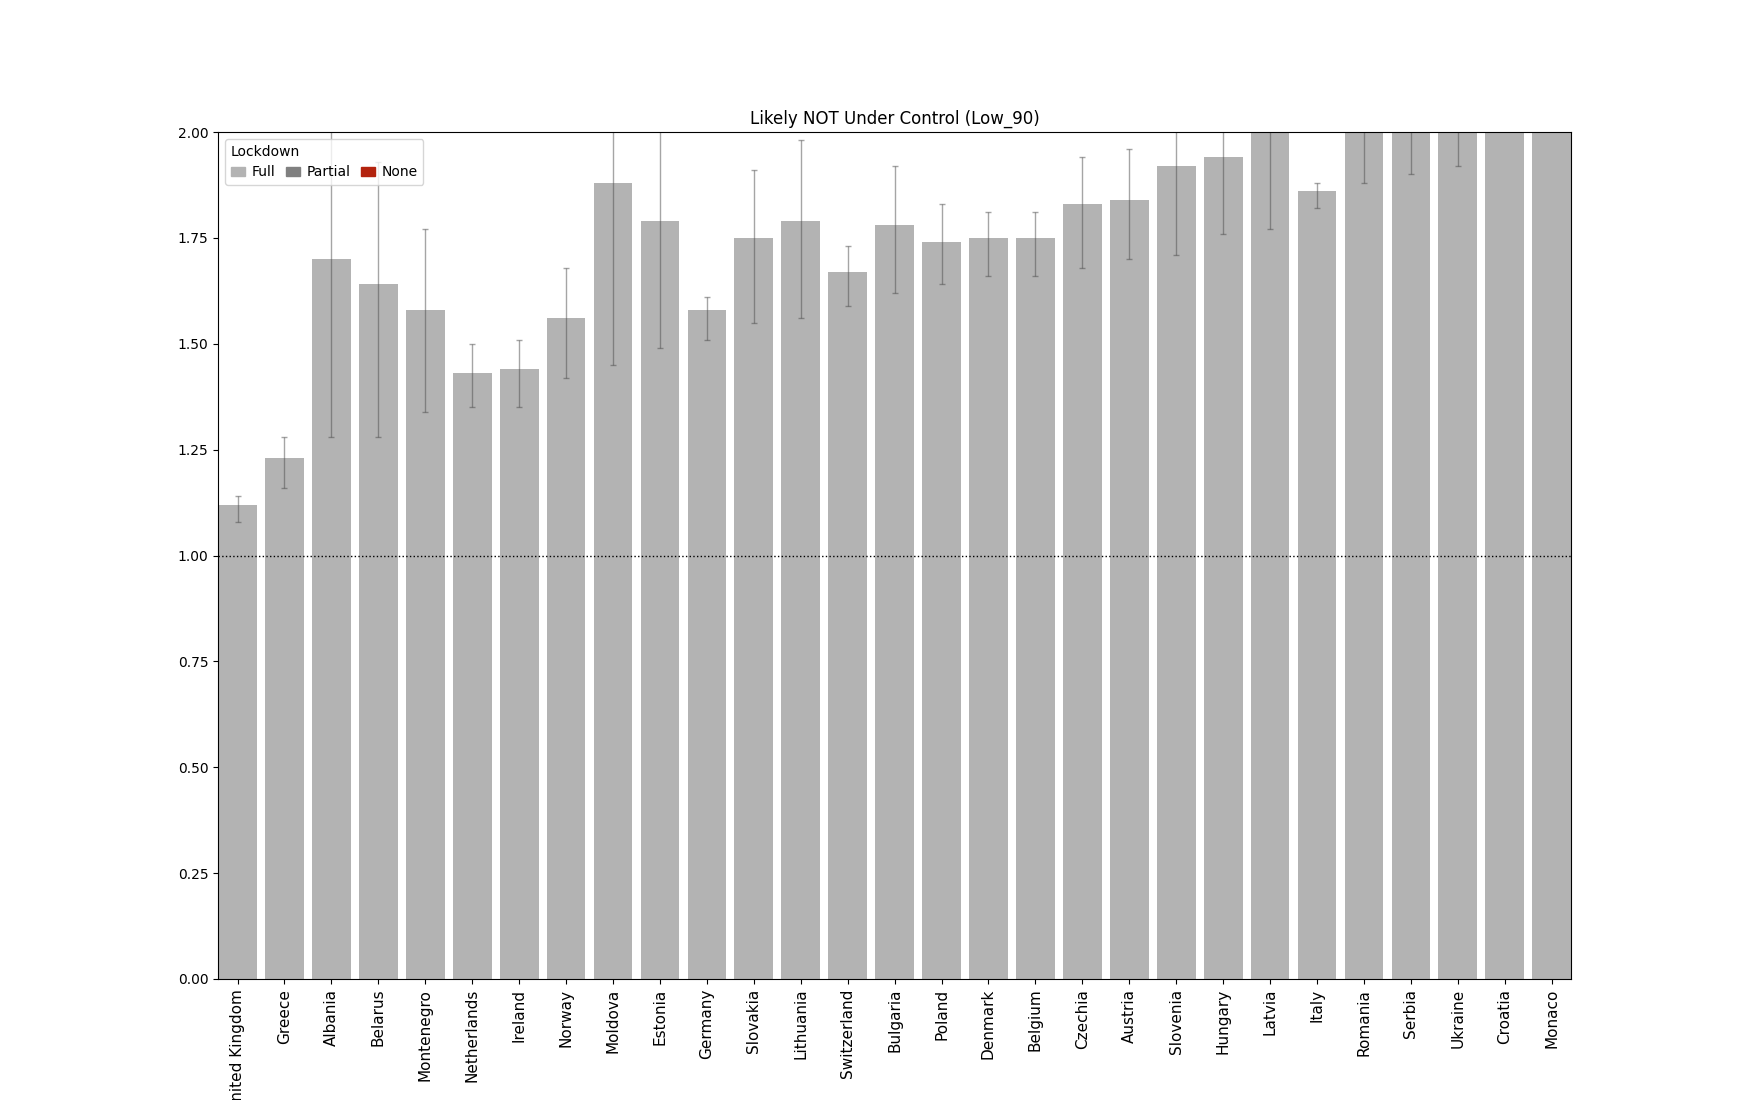 Likely NOT Under Control (Low_90)
Lockdown
Full Partial None
2.00
1.75
1.50
1.25
1.00
0.75
0.50
0.25
0.00
nited Kingdom
Greece
Albania
Belarus
Montenegro
Netherlands
Ireland
Norway
Moldova
Estonia
Germany
Slovakia
Lithuania
Switzerland
Bulgaria
Poland
Denmark
Belgium
Czechia
Austria
Slovenia
Hungary
Latvia
Italy
Romania
Serbia
Ukraine
Croatia
Monaco